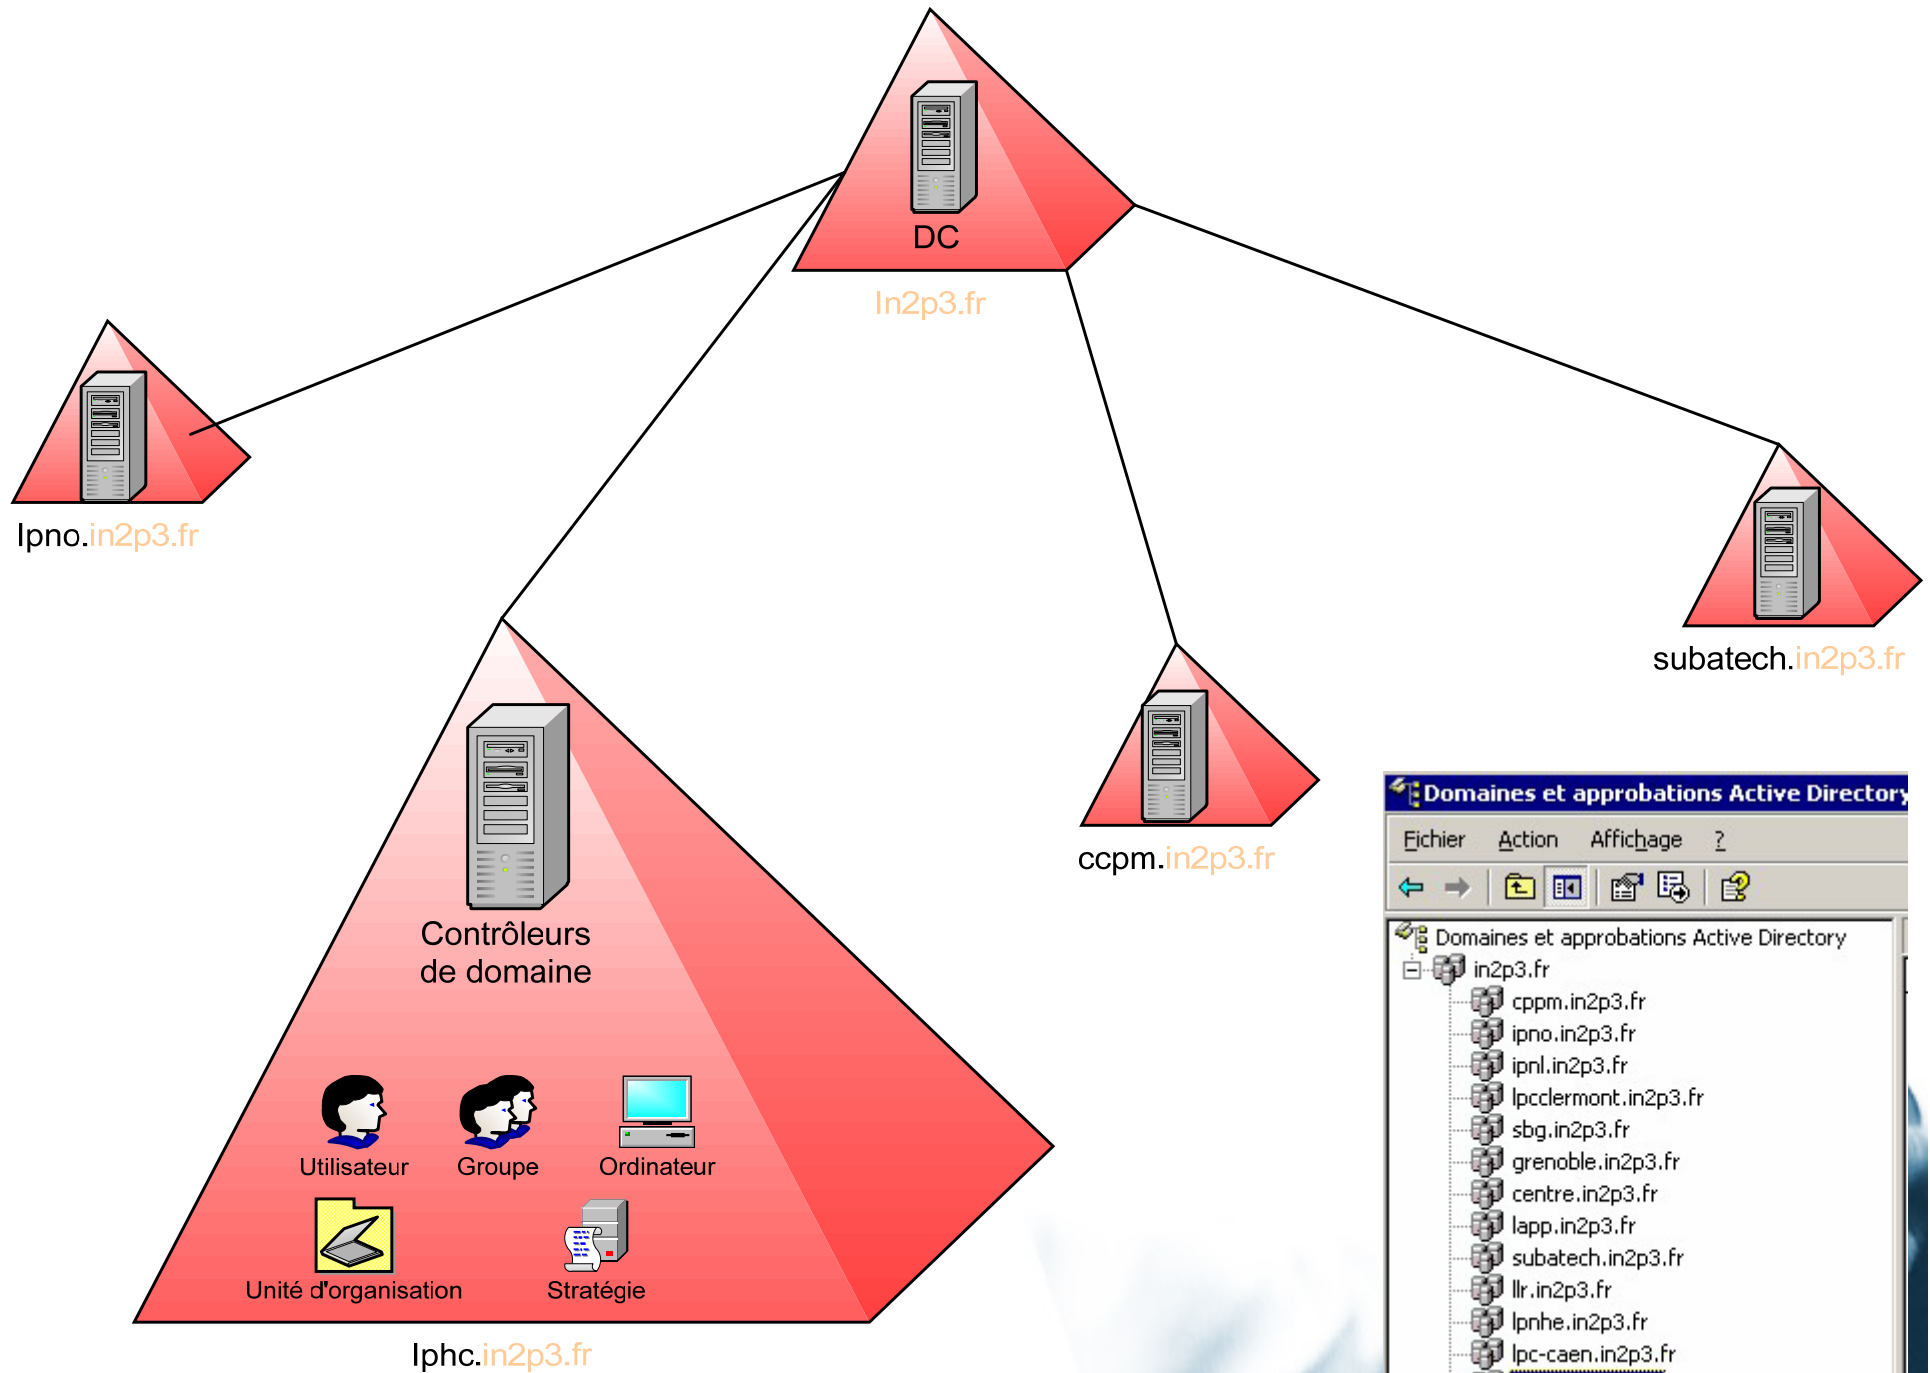 DC
In2p3.fr
Ipno.in2p3.fr
subatech.in2p3.fr
ccpm.in2p3.fr
Contrôleurs
de domaine
Utilisateur
Groupe
Ordinateur
Unité d'organisation
Stratégie
Iphc.in2p3.fr
Domaines et approbations Active Directory
Fichier Action Affichage ?
Domaines et approbations Active Directory
in2p3.fr
cppm.in2p3.fr
ipno.in2p3.fr
ipnl.in2p3.fr
lpcclermont.in2p3.fr
sbg.in2p3.fr
grenoble.in2p3.fr
centre.in2p3.fr
lapp.in2p3.fr
subatech.in2p3.fr
llr.in2p3.fr
lpnhe.in2p3.fr
lpc-caen.in2p3.fr